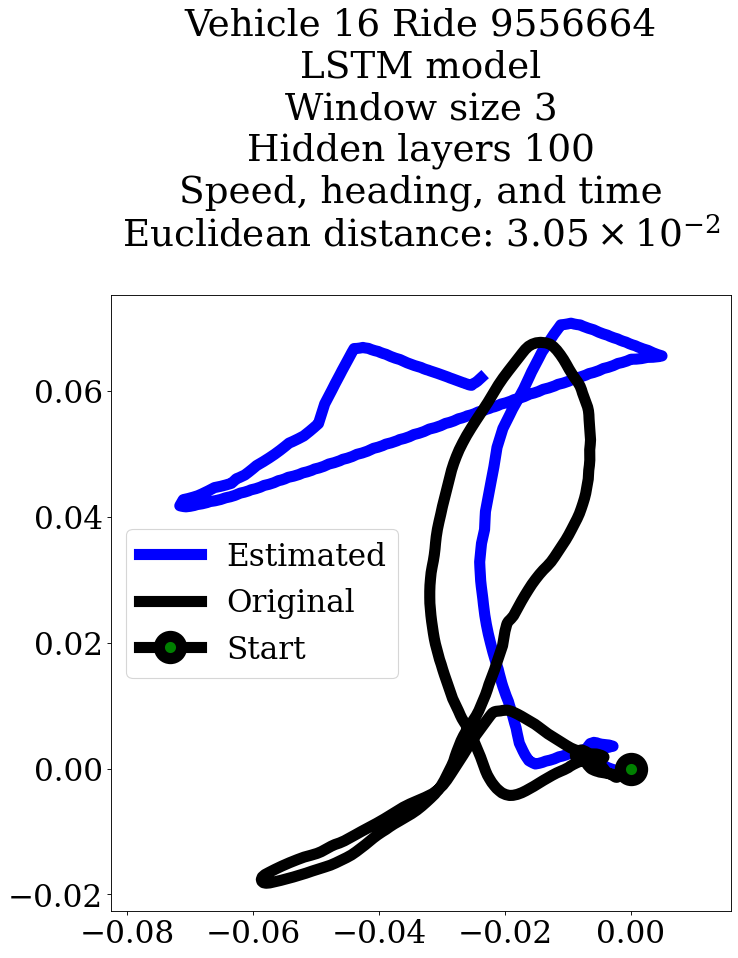 Vehicle 16 Ride 9556664
LSTM model
Window size 3
Hidden layers 100
Speed, heading, and time
Euclidean distance: 3.05 × 10⁻²
0.06
0.04
0.02
0.00
−0.02
Estimated
Original
Start
−0.08 −0.06 −0.04 −0.02 0.00